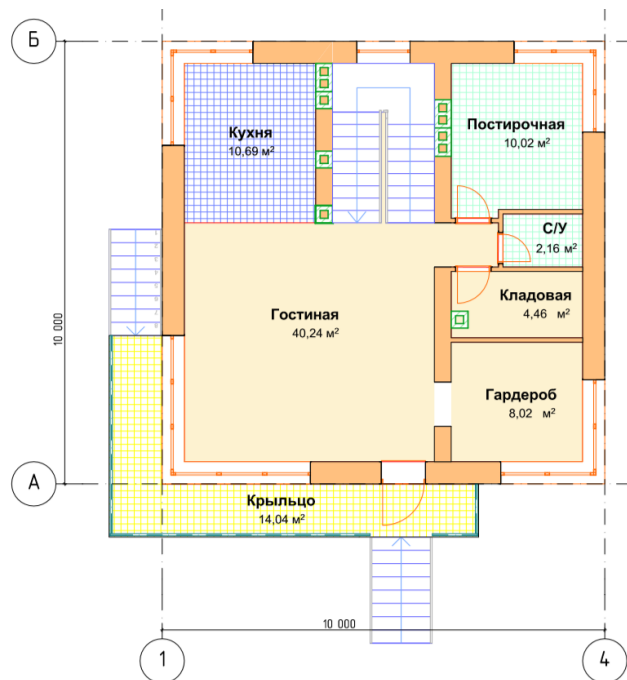 Б
Кухня
10,69 м²
Постирочная
10,02 м²
С/У
2,16 м²
Кладовая
4,46 м²
Гостиная
40,24 м²
10 000
Гардероб
8,02 м²
А
Крыльцо
14,04 м²
10 000
1
4